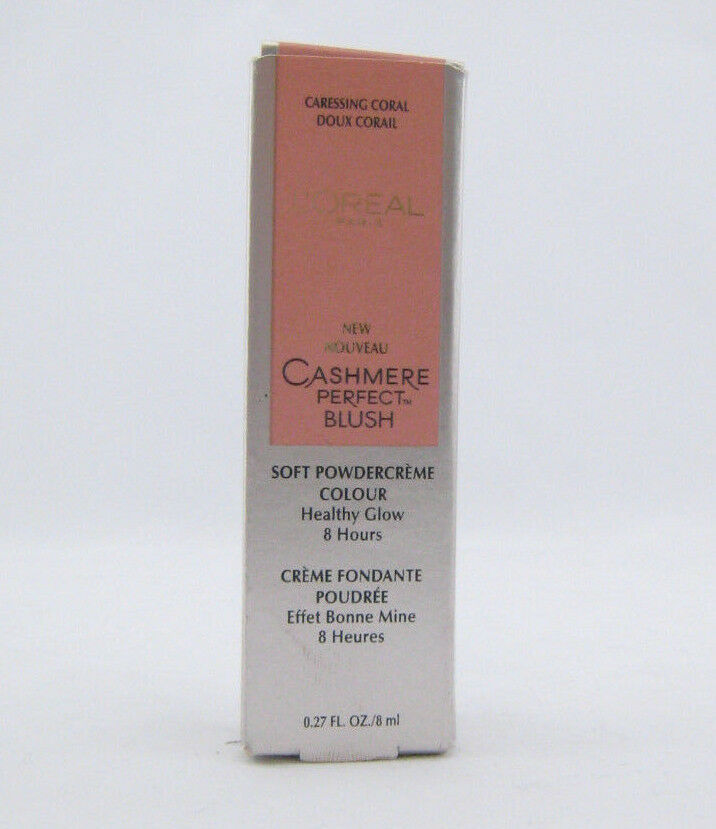 CARESSING CORAL
DOUX CORAIL
L'ORÉAL
PARIS
NEW
NOUVEAU
CASHMERE
PERFECT™
BLUSH
SOFT POWDERCRÈME
COLOUR
Healthy Glow
8 Hours
CRÈME FONDANTE
POUDRÉE
Effet Bonne Mine
8 Heures
0.27 FL. OZ./8 ml